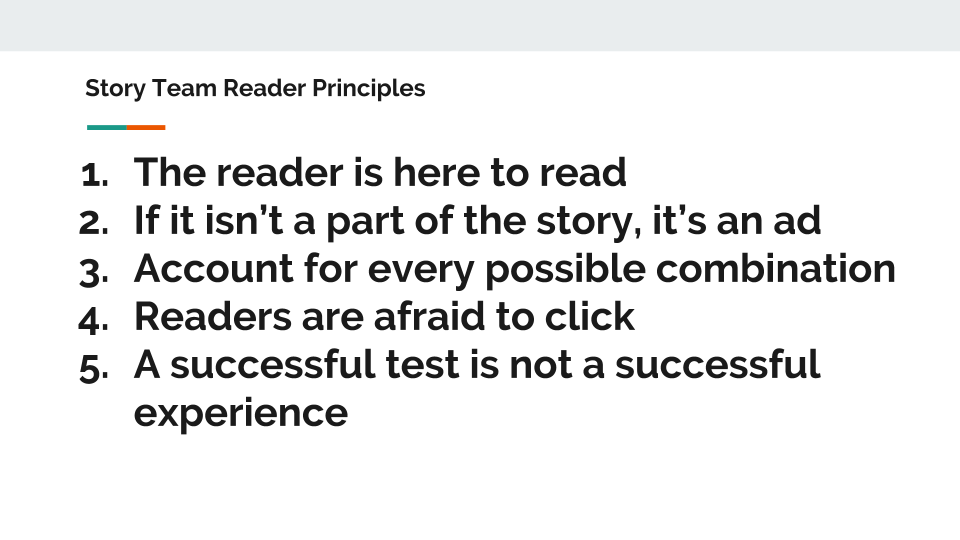 Story Team Reader Principles
1. The reader is here to read
2. If it isn’t a part of the story, it’s an ad
3. Account for every possible combination
4. Readers are afraid to click
5. A successful test is not a successful
experience